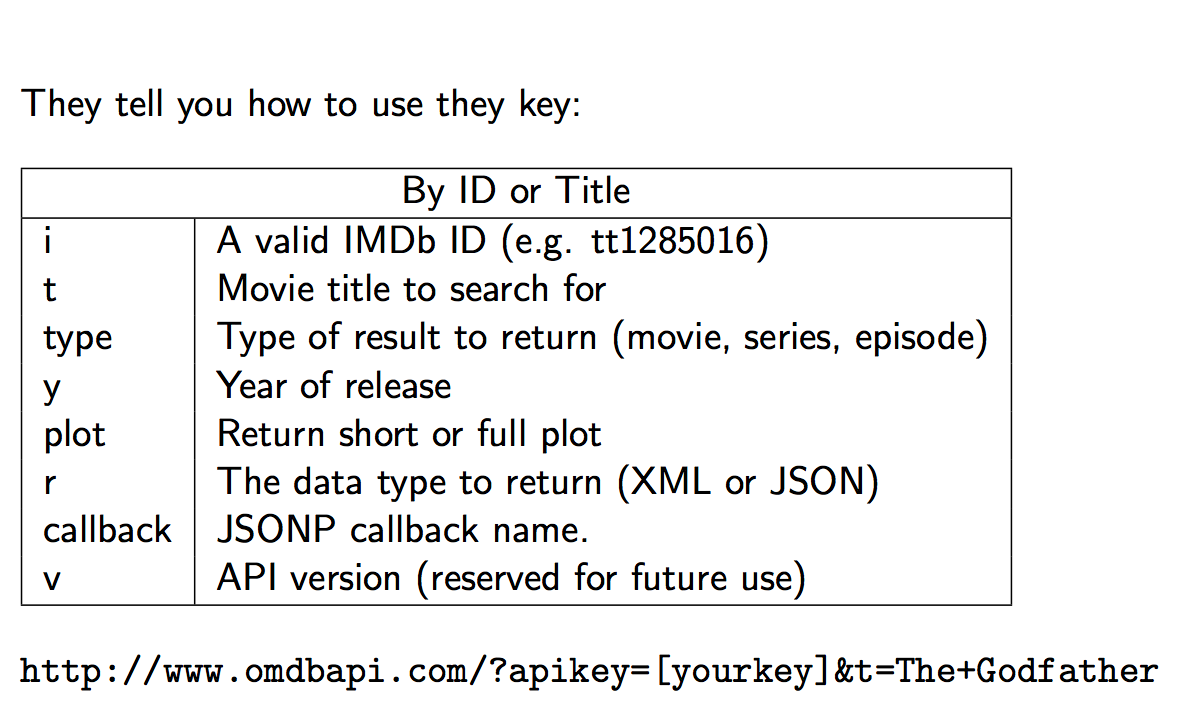 They tell you how to use they key:
By ID or Title
i A valid IMDb ID (e.g. tt1285016)
t Movie title to search for
type Type of result to return (movie, series, episode)
y Year of release
plot Return short or full plot
r The data type to return (XML or JSON)
callback JSONP callback name.
v API version (reserved for future use)
http://www.omdbapi.com/?apikey=[yourkey]&t=The+Godfather